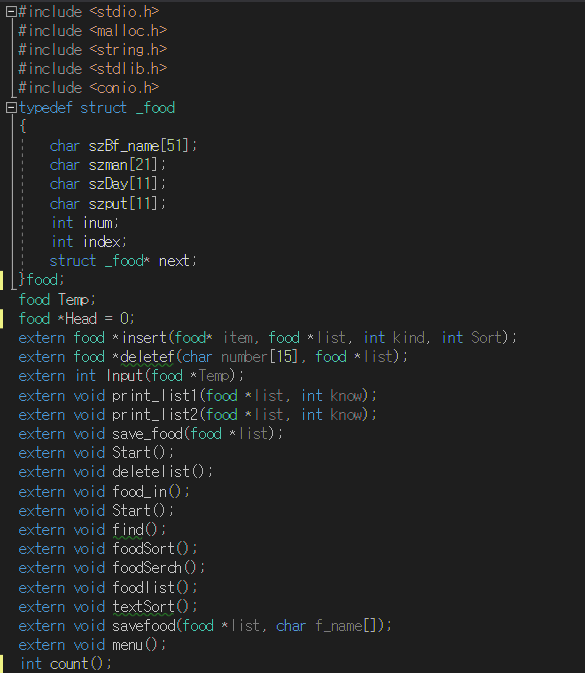 #include <stdio.h>
#include <malloc.h>
#include <string.h>
#include <stdlib.h>
#include <conio.h>
typedef struct _food
{
char szBf_name[51];
char szman[21];
char szDay[11];
char szput[11];
int inum;
int index;
struct _food* next;
}food;
food Temp;
food *Head = 0;
extern food *insert(food* item, food *list, int kind, int Sort);
extern food *deletef(char number[15], food *list);
extern int Input(food *Temp);
extern void print_list1(food *list, int know);
extern void print_list2(food *list, int know);
extern void save_food(food *list);
extern void Start();
extern void deletelist();
extern void food_in();
extern void Start();
extern void find();
extern void foodSort();
extern void foodSerch();
extern void foodlist();
extern void textSort();
extern void savefood(food *list, char f_name[]);
extern void menu();
int count();